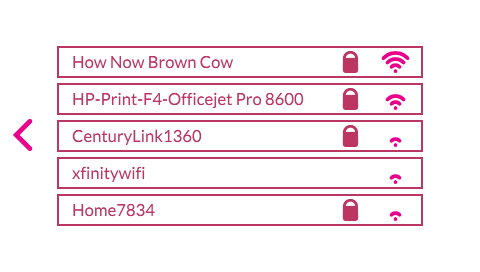 How Now Brown Cow
HP-Print-F4-Officejet Pro 8600
CenturyLink1360
xfinitywifi
Home7834